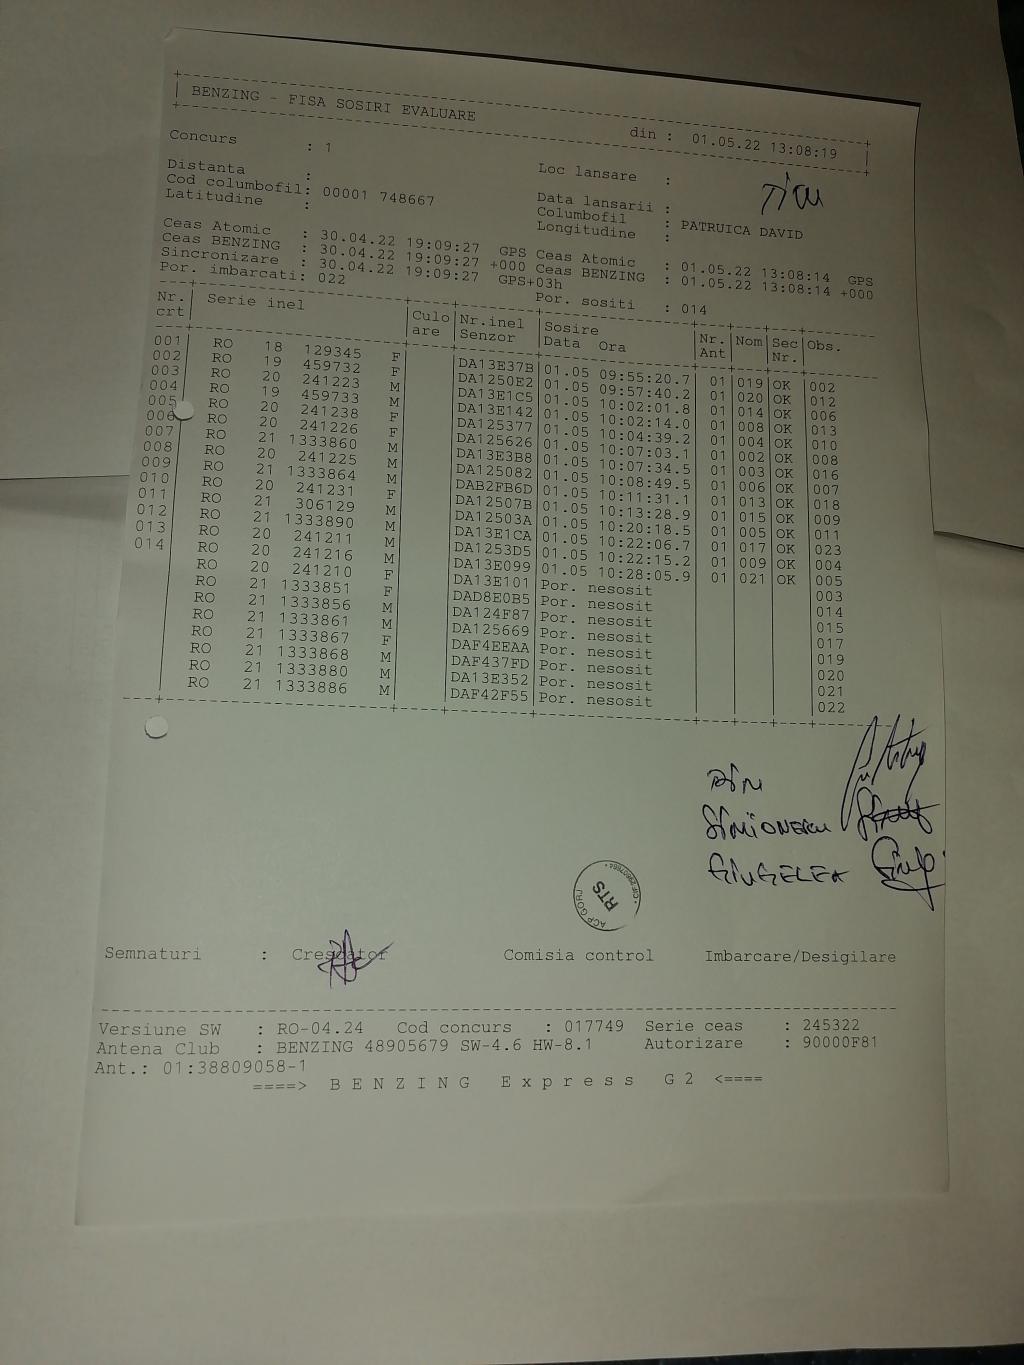 BENZING - FISA SOSIRI EVALUARE din : 01.05.22 13:08:19
Concurs : 1 Loc lansare :
Distanta : Data lansarii :
Cod columbofil: 00001 748667 Columbofil : PATRUICA DAVID
Latitudine : Longitudine :
Ceas Atomic : 30.04.22 19:09:27 GPS Ceas Atomic : 01.05.22 13:08:14 GPS
Ceas BENZING : 30.04.22 19:09:27 +000 Ceas BENZING : 01.05.22 13:08:14 +000
Sincronizare : 30.04.22 19:09:27 GPS+03h
Por. imbarcati: 022 Por. sositi : 014
Nr. Serie inel Culo Nr.inel Sosire Nr. Nom Sec Obs.
crt are Senzor Data Ora Ant Nr.
001 RO 18 129345 F DA13E37B 01.05 09:55:20.7 01 019 OK 002
002 RO 19 459732 F DA1250E2 01.05 09:57:40.2 01 020 OK 012
003 RO 20 241223 M DA13E1C5 01.05 10:02:01.8 01 014 OK 006
004 RO 19 459733 M DA13E142 01.05 10:02:14.0 01 008 OK 013
005 RO 20 241238 F DA125377 01.05 10:04:39.2 01 004 OK 010
006 RO 20 241226 F DA125626 01.05 10:07:03.1 01 002 OK 008
007 RO 21 1333860 M DA13E3B8 01.05 10:07:34.5 01 003 OK 016
008 RO 20 241225 M DA125082 01.05 10:08:49.5 01 006 OK 007
009 RO 21 1333864 M DAB2FB6D 01.05 10:11:31.1 01 013 OK 018
010 RO 20 241231 F DA12507B 01.05 10:13:28.9 01 015 OK 009
011 RO 21 306129 M DA12503A 01.05 10:20:18.5 01 005 OK 011
012 RO 21 1333890 M DA13E1CA 01.05 10:22:06.7 01 017 OK 023
013 RO 20 241211 M DA1253D5 01.05 10:22:15.2 01 009 OK 004
014 RO 20 241216 M DA13E099 01.05 10:28:05.9 01 021 OK 005
RO 20 241210 F DA13E101 Por. nesosit 003
RO 21 1333851 F DAD8E0B5 Por. nesosit 014
RO 21 1333856 M DA124F87 Por. nesosit 015
RO 21 1333861 M DA125669 Por. nesosit 017
RO 21 1333867 F DAF4EEAA Por. nesosit 019
RO 21 1333868 M DAF437FD Por. nesosit 020
RO 21 1333880 M DA13E352 Por. nesosit 021
RO 21 1333886 M DAF42F55 Por. nesosit 022
ACP GORJ RTS
Semnaturi : Crescator Comisia control Imbarcare/Desigilare
Versiune SW : RO-04.24 Cod concurs : 017749 Serie ceas : 245322
Antena Club : BENZING 48905679 SW-4.6 HW-8.1 Autorizare : 90000F81
Ant.: 01:38809058-1
====> B E N Z I N G E x p r e s s G 2 <====